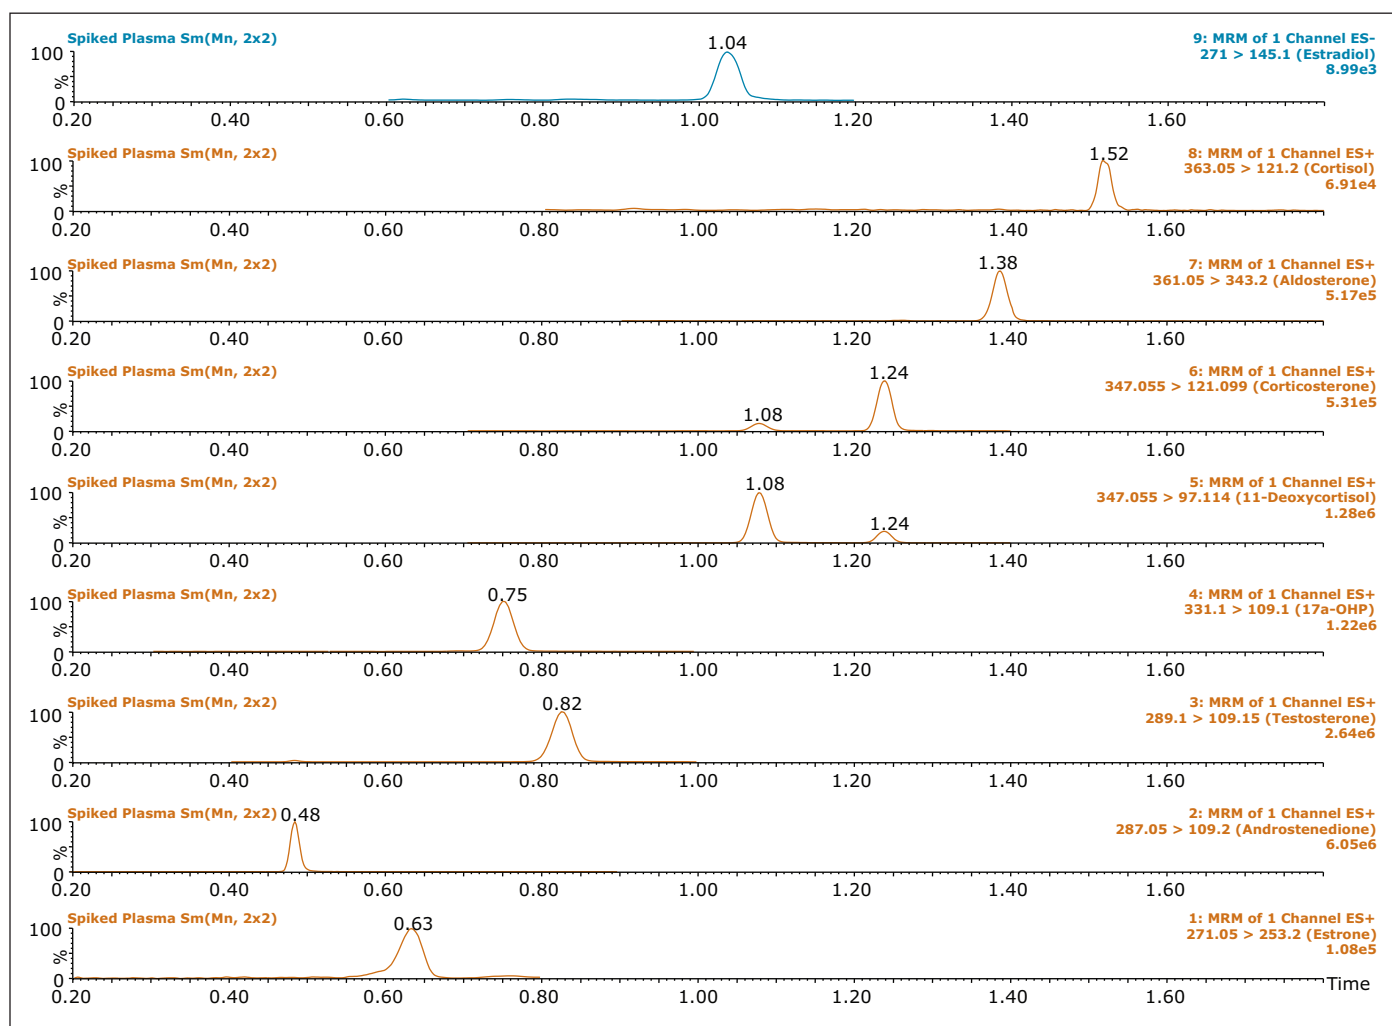 Spiked Plasma Sm(Mn, 2x2)
1.04
9: MRM of 1 Channel ES-
271 > 145.1 (Estradiol)
8.99e3
100
%
0
0.20 0.40 0.60 0.80 1.00 1.20 1.40 1.60
Spiked Plasma Sm(Mn, 2x2)
1.52
8: MRM of 1 Channel ES+
363.05 > 121.2 (Cortisol)
6.91e4
100
%
0
0.20 0.40 0.60 0.80 1.00 1.20 1.40 1.60
Spiked Plasma Sm(Mn, 2x2)
1.38
7: MRM of 1 Channel ES+
361.05 > 343.2 (Aldosterone)
5.17e5
100
%
0
0.20 0.40 0.60 0.80 1.00 1.20 1.40 1.60
Spiked Plasma Sm(Mn, 2x2)
1.08
1.24
6: MRM of 1 Channel ES+
347.055 > 121.099 (Corticosterone)
5.31e5
100
%
0
0.20 0.40 0.60 0.80 1.00 1.20 1.40 1.60
Spiked Plasma Sm(Mn, 2x2)
1.08
1.24
5: MRM of 1 Channel ES+
347.055 > 97.114 (11-Deoxycortisol)
1.28e6
100
%
0
0.20 0.40 0.60 0.80 1.00 1.20 1.40 1.60
Spiked Plasma Sm(Mn, 2x2)
0.75
4: MRM of 1 Channel ES+
331.1 > 109.1 (17a-OHP)
1.22e6
100
%
0
0.20 0.40 0.60 0.80 1.00 1.20 1.40 1.60
Spiked Plasma Sm(Mn, 2x2)
0.82
3: MRM of 1 Channel ES+
289.1 > 109.15 (Testosterone)
2.64e6
100
%
0
0.20 0.40 0.60 0.80 1.00 1.20 1.40 1.60
Spiked Plasma Sm(Mn, 2x2)
0.48
2: MRM of 1 Channel ES+
287.05 > 109.2 (Androstenedione)
6.05e6
100
%
0
0.20 0.40 0.60 0.80 1.00 1.20 1.40 1.60
Spiked Plasma Sm(Mn, 2x2)
0.63
1: MRM of 1 Channel ES+
271.05 > 253.2 (Estrone)
1.08e5
100
%
0
Time
0.20 0.40 0.60 0.80 1.00 1.20 1.40 1.60